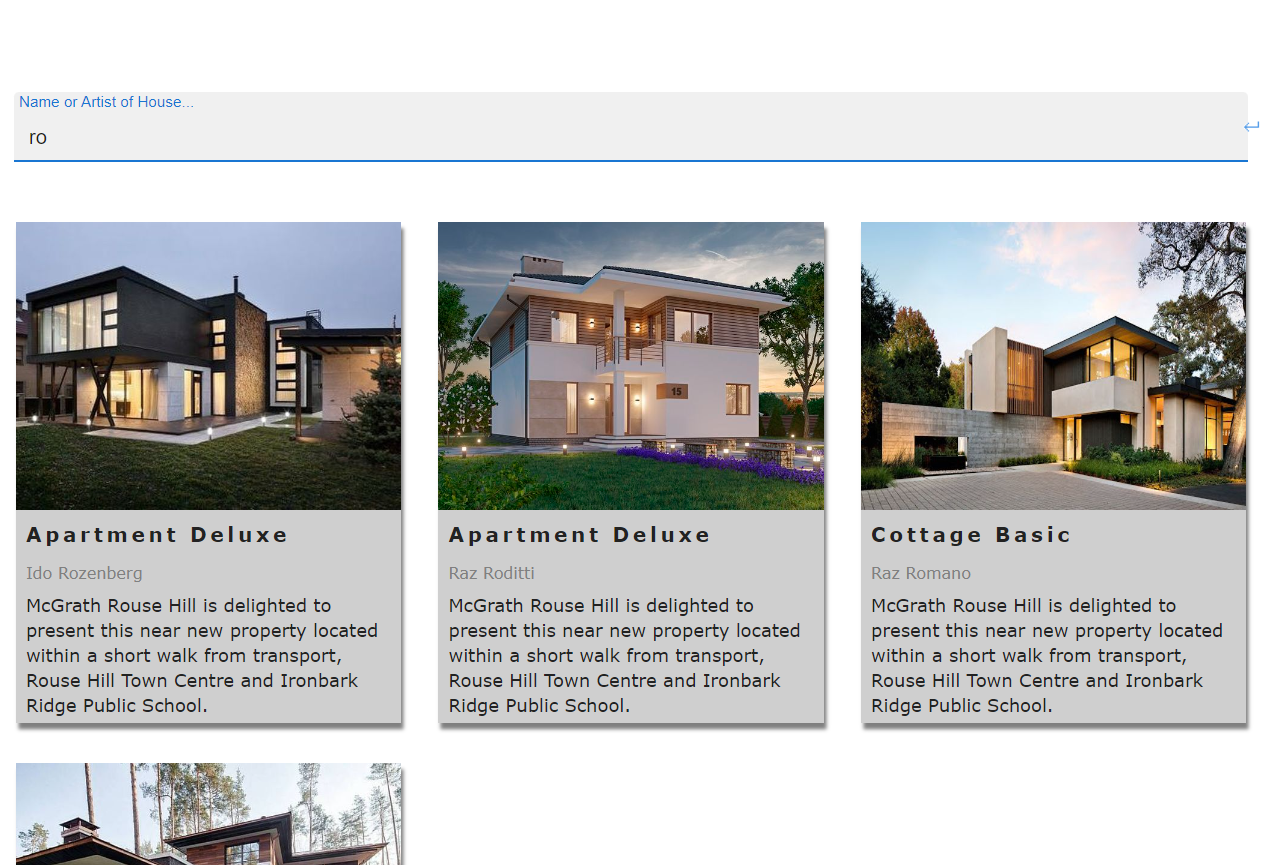 Name or Artist of House...
ro
15
Apartment Deluxe
Ido Rozenberg
McGrath Rouse Hill is delighted to
present this near new property located
within a short walk from transport,
Rouse Hill Town Centre and Ironbark
Ridge Public School.
Apartment Deluxe
Raz Roditti
McGrath Rouse Hill is delighted to
present this near new property located
within a short walk from transport,
Rouse Hill Town Centre and Ironbark
Ridge Public School.
Cottage Basic
Raz Romano
McGrath Rouse Hill is delighted to
present this near new property located
within a short walk from transport,
Rouse Hill Town Centre and Ironbark
Ridge Public School.